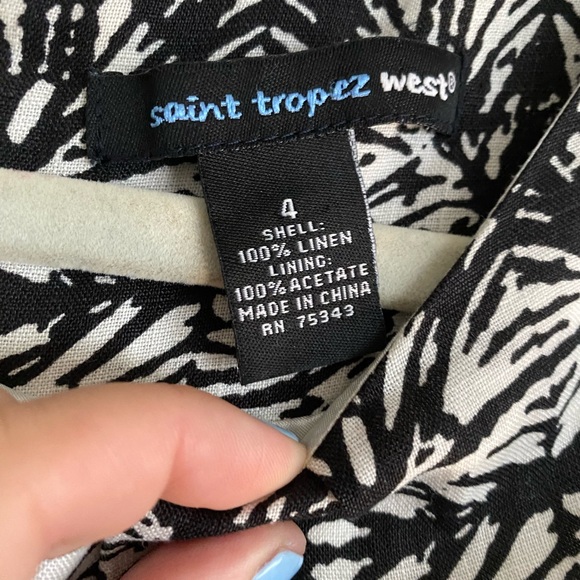 saint tropez west®
4
SHELL:
100% LINEN
LINING:
100% ACETATE
MADE IN CHINA
RN 75343